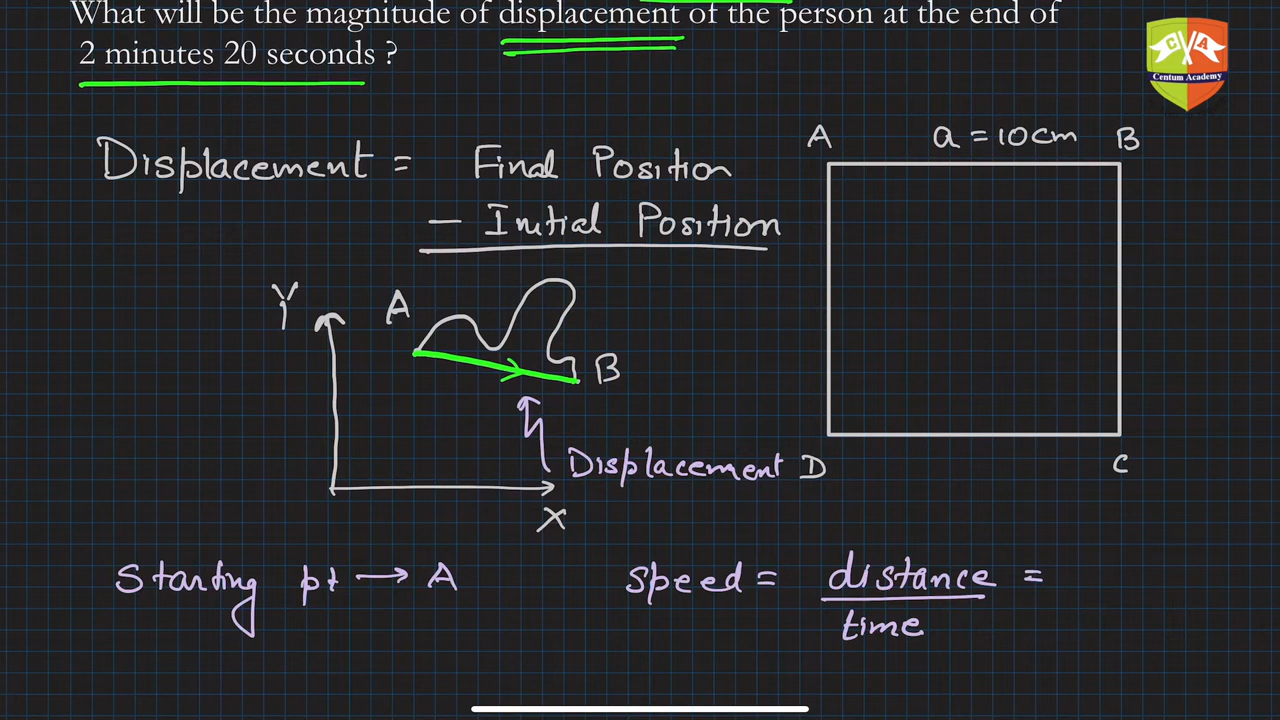 What will be the magnitude of displacement of the person at the end of
2 minutes 20 seconds ?
C A
Centum Academy
Displacement = Final Position
- Initial Position
A a = 10cm B
D C
Y
A
B
Displacement
X
Starting pt → A
speed = distance =
time